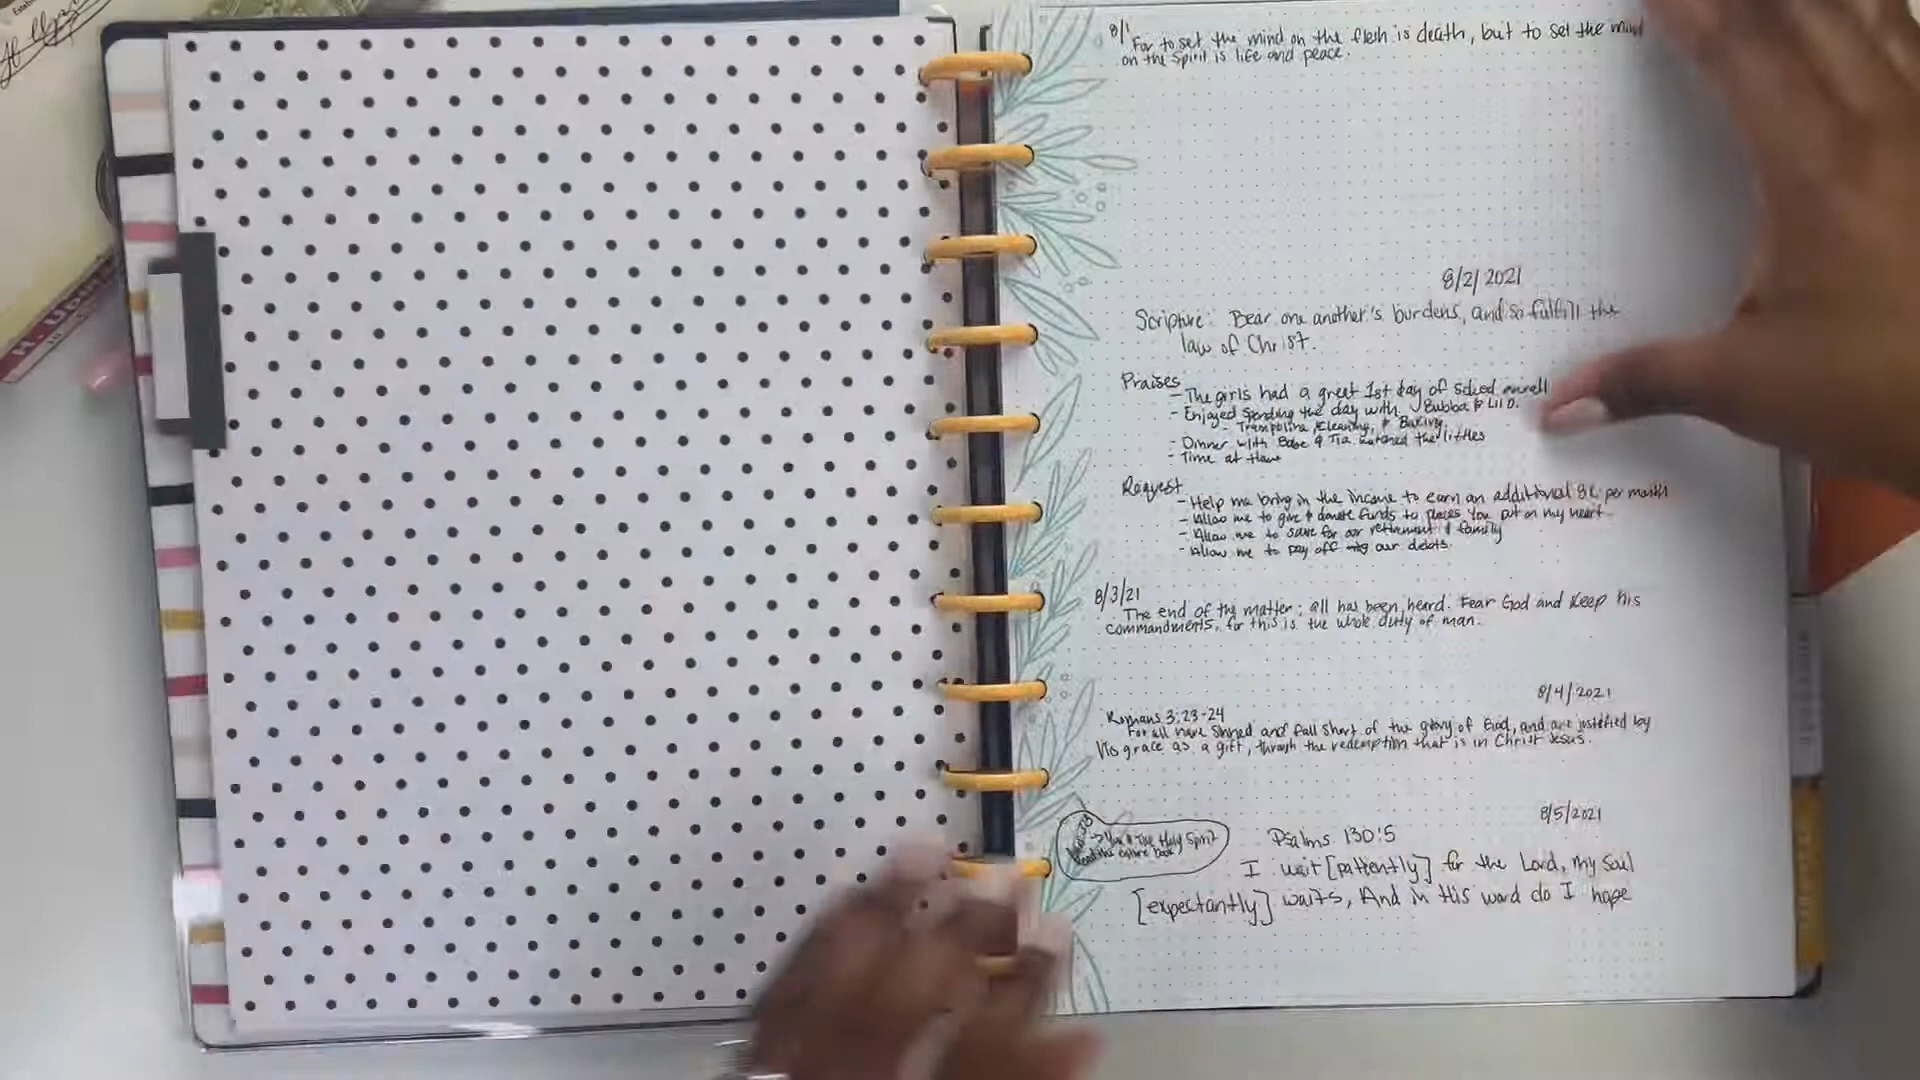 8/1
For to set the mind on the flesh is death, but to set the mind
on the Spirit is life and peace.
8/2/2021
Scripture: Bear one another's burdens, and so fulfill the
law of Christ.
Praises
- The girls had a great 1st day of School
- Enjoyed spending the day with Bubba & Lil D.
- Trampoline, Cleaning, & Baking
- Dinner with Babe & Tia watched the littles
- Time at
Request
- Help me bring in the income to earn an additional 8K per month
- Allow me to give & donate funds to places You put on my heart
- Allow me to save for our retirement & family
- Allow me to pay off our debts.
8/3/21
The end of the matter; all has been heard. Fear God and Keep his
commandments, for this is the whole duty of man.
8/4/2021
Romans 3:23-24
For all have sinned and fall short of the glory of God, and are justified by
His grace as a gift, through the redemption that is in Christ Jesus.
8/5/2021
The Holy Spirit
entire book
Psalms 130:5
I wait [patiently] for the Lord, my Soul
[expectantly] waits, And in His word do I hope